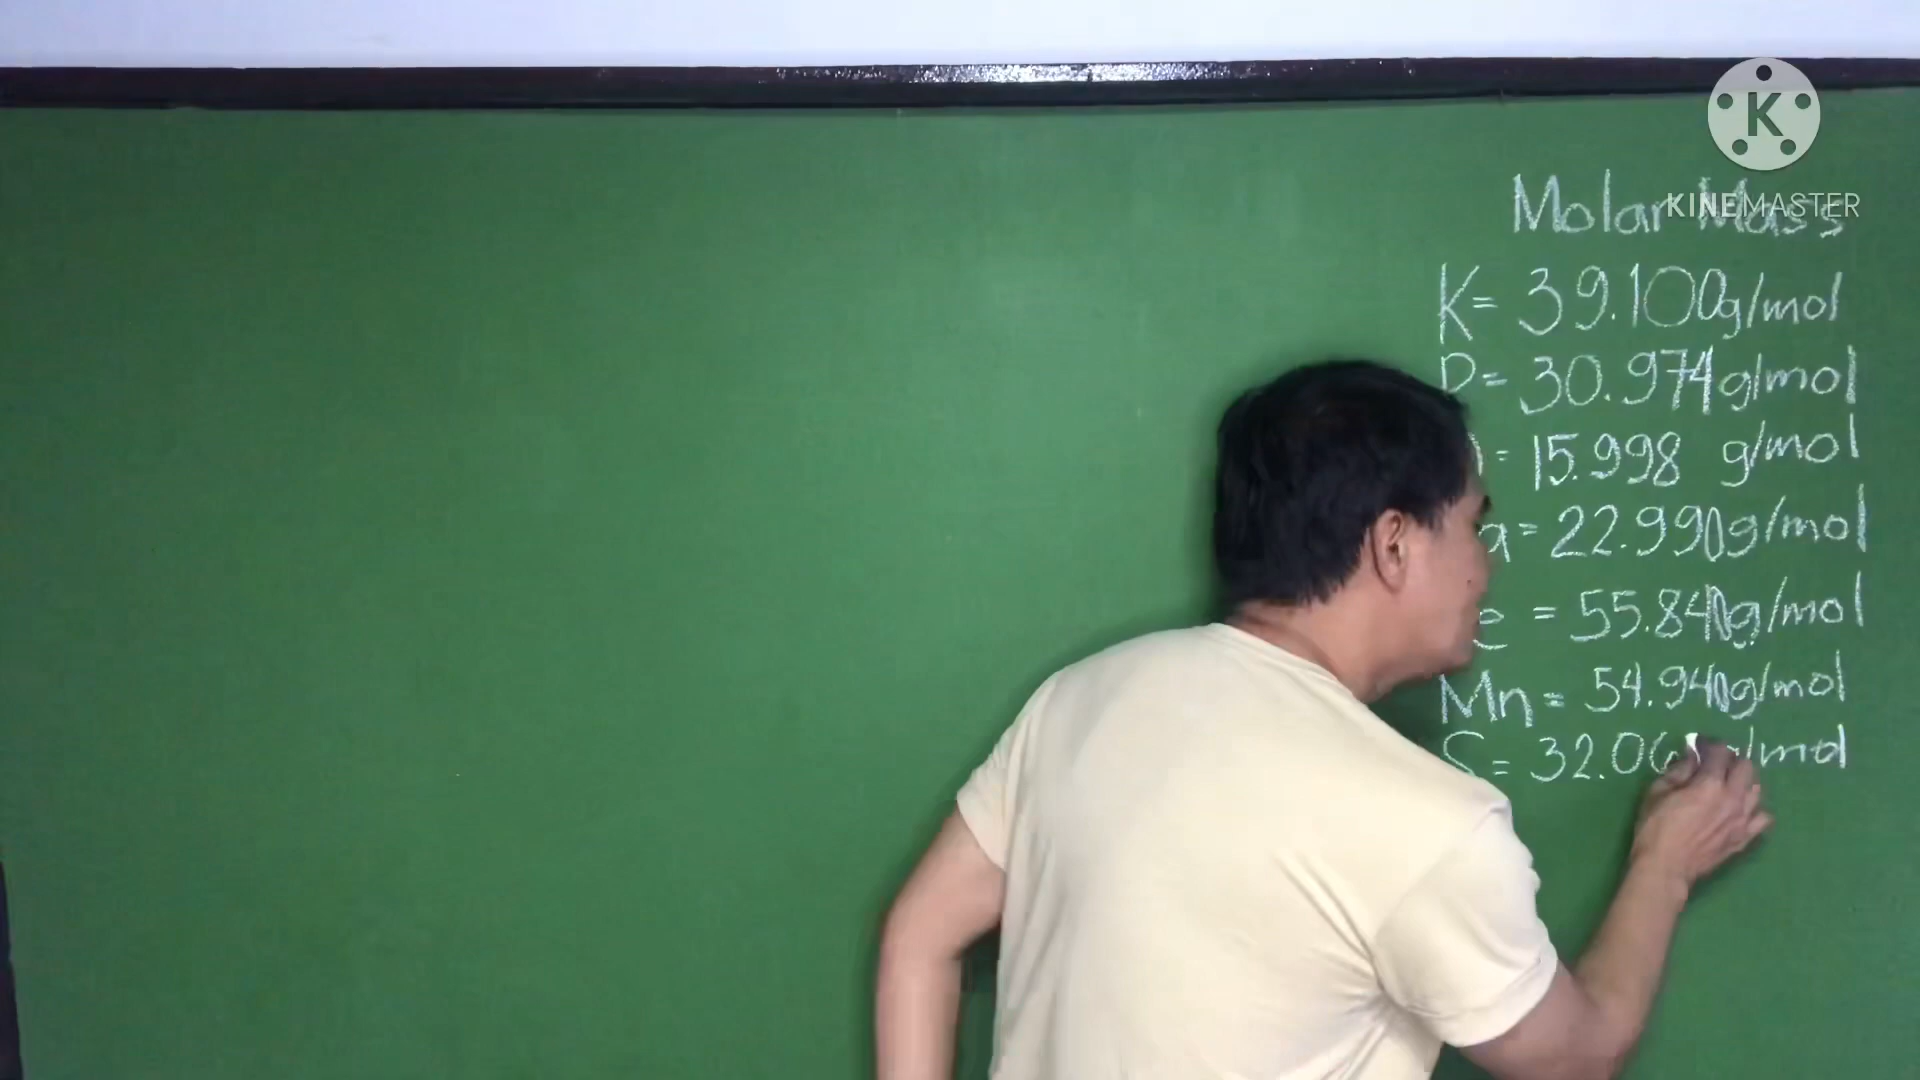 K
KINEMASTER
Molar Mass
K= 39.100g/mol
P= 30.974g/mol
= 15.998 g/mol
a= 22.990g/mol
e = 55.840g/mol
Mn = 54.940g/mol
S = 32.06 g/mol